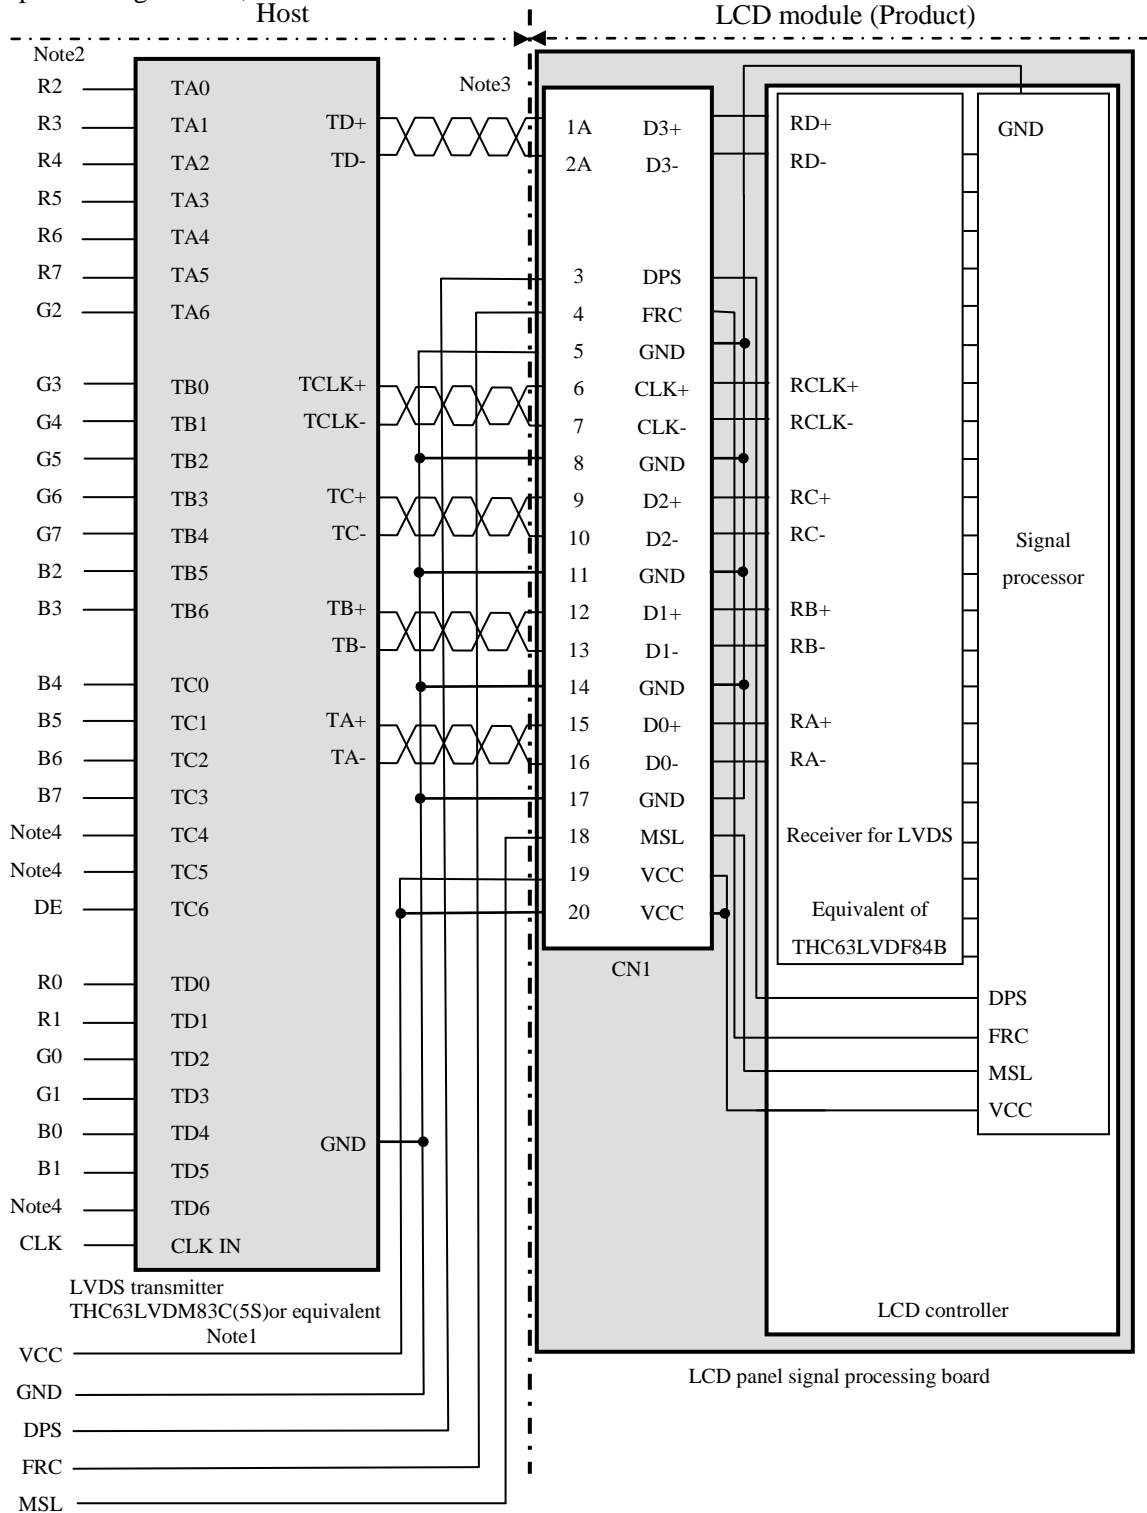 Host
LCD module (Product)
Note2
Note3
R2 TA0
R3 TA1 TD+ 1A D3+ RD+ GND
R4 TA2 TD- 2A D3- RD-
R5 TA3
R6 TA4
R7 TA5 3 DPS
G2 TA6 4 FRC
5 GND
G3 TB0 TCLK+ 6 CLK+ RCLK+
G4 TB1 TCLK- 7 CLK- RCLK-
G5 TB2 8 GND
G6 TB3 TC+ 9 D2+ RC+
G7 TB4 TC- 10 D2- RC- Signal
B2 TB5 11 GND processor
B3 TB6 TB+ 12 D1+ RB+
TB- 13 D1- RB-
B4 TC0 14 GND
B5 TC1 TA+ 15 D0+ RA+
B6 TC2 TA- 16 D0- RA-
B7 TC3 17 GND
Note4 TC4 18 MSL Receiver for LVDS
Note4 TC5 19 VCC
DE TC6 20 VCC Equivalent of
THC63LVDF84B
CN1
R0 TD0 DPS
R1 TD1 FRC
G0 TD2 MSL
G1 TD3 VCC
B0 TD4 GND
B1 TD5
Note4 TD6
CLK CLK IN
LVDS transmitter
THC63LVDM83C(5S)or equivalent
Note1
LCD controller
VCC
LCD panel signal processing board
GND
DPS
FRC
MSL